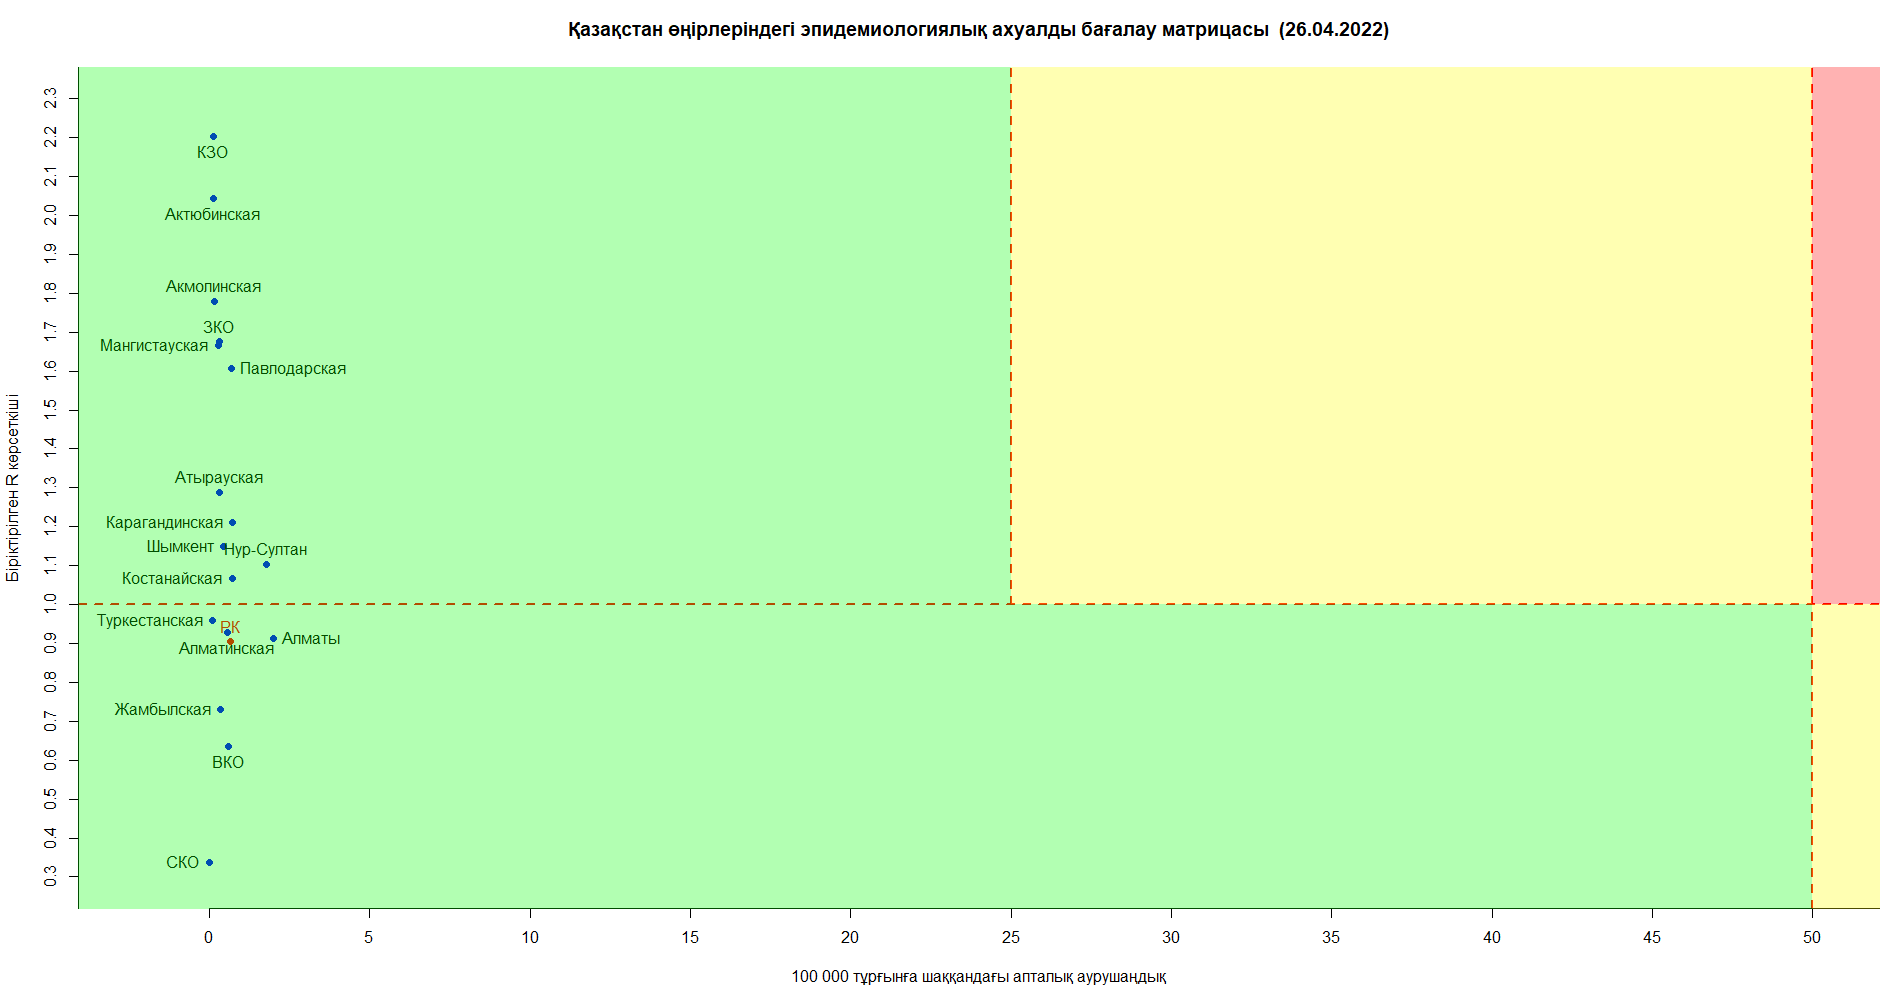 Қазақстан өңірлеріндегі эпидемиологиялық ахуалды бағалау матрицасы (26.04.2022)
Біріктірілген R көрсеткіші
2.3
2.2
2.1
2.0
1.9
1.8
1.7
1.6
1.5
1.4
1.3
1.2
1.1
1.0
0.9
0.8
0.7
0.6
0.5
0.4
0.3
КЗО
Актюбинская
Акмолинская
ЗКО
Мангистауская
Павлодарская
Атырауская
Карагандинская
Шымкент
Нур-Султан
Костанайская
Туркестанская
РК
Алматы
Алматинская
Жамбылская
ВКО
СКО
0 5 10 15 20 25 30 35 40 45 50
100 000 тұрғынға шаққандағы апталық аурушаңдық